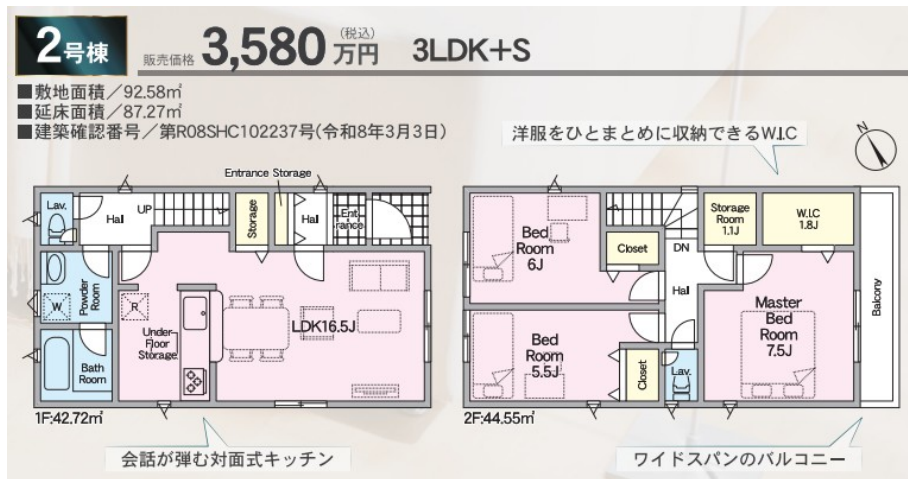 2号棟
販売価格 3,580万円(税込) 3LDK+S
■敷地面積／92.58㎡
■延床面積／87.27㎡
■建築確認番号／第R08SHC102237号(令和8年3月3日)
洋服をひとまとめに収納できるW.I.C
N
Entrance Storage
Lav.
Hall
UP
Storage
Hall
Ent
rance
W
Powder
Room
R
Under
Floor
Storage
LDK16.5J
Bath
Room
1F:42.72㎡
会話が弾む対面式キッチン
Bed
Room
6J
Closet
DN
Storage
Room
1.1J
W.I.C
1.8J
Hall
Balcony
Master
Bed
Room
7.5J
Bed
Room
5.5J
Closet
Lav.
2F:44.55㎡
ワイドスパンのバルコニー